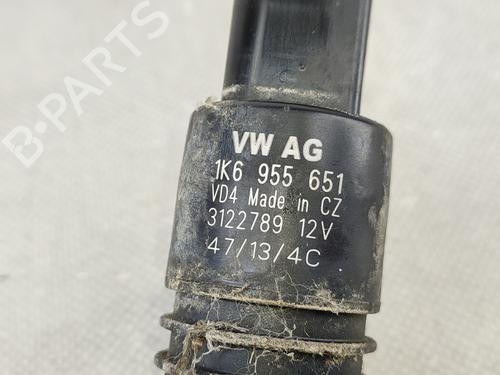 B-PARTS
VW AG
1K6 955 651
VD4 Made in CZ
3122789 12V
47/13/4C